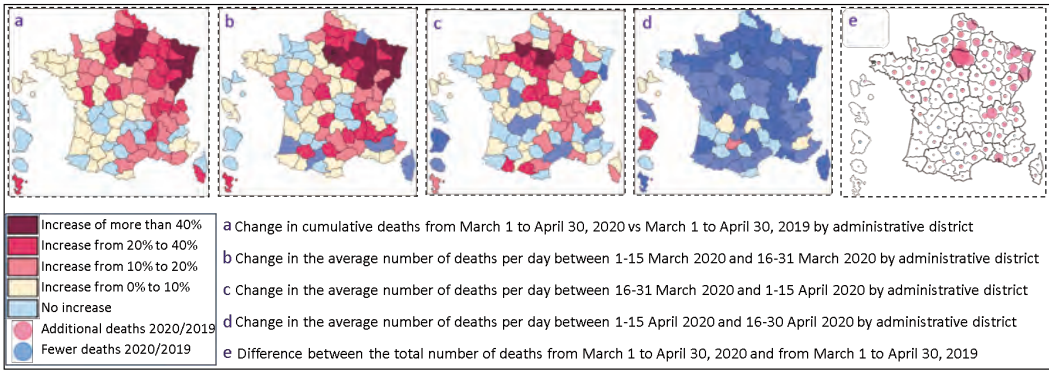 a
b
c
d
e
Increase of more than 40%
Increase from 20% to 40%
Increase from 10% to 20%
Increase from 0% to 10%
No increase
Additional deaths 2020/2019
Fewer deaths 2020/2019
a Change in cumulative deaths from March 1 to April 30, 2020 vs March 1 to April 30, 2019 by administrative district
b Change in the average number of deaths per day between 1-15 March 2020 and 16-31 March 2020 by administrative district
c Change in the average number of deaths per day between 16-31 March 2020 and 1-15 April 2020 by administrative district
d Change in the average number of deaths per day between 1-15 April 2020 and 16-30 April 2020 by administrative district
e Difference between the total number of deaths from March 1 to April 30, 2020 and from March 1 to April 30, 2019